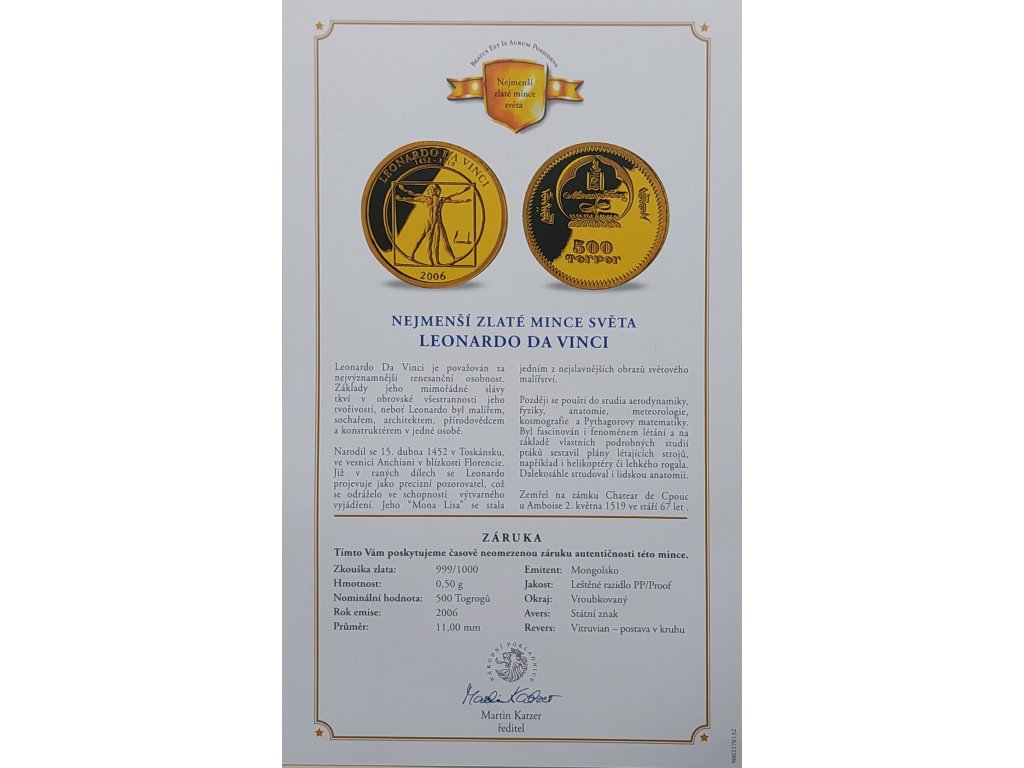 Beatus Est Is Aurum Possidens
Nejmenší
zlaté mince
světa
LEONARDO DA VINCI
1452 - 1519
Leonardo
2006
500
NEJMENŠÍ ZLATÉ MINCE SVĚTA
LEONARDO DA VINCI
Leonardo Da Vinci je považován za
nejvýznamnější renesanční osobnost.
Základy jeho mimořádné slávy
tkví v obrovské všestrannosti jeho
tvořivosti, neboť Leonardo byl malířem,
sochařem, architektem, přírodovědcem
a konstruktérem v jedné osobě.
Narodil se 15. dubna 1452 v Toskánsku,
ve vesnici Anchiani v blízkosti Florencie.
Již v raných dílech se Leonardo
projevuje jako precizní pozorovatel, což
se odráželo ve schopnosti výtvarného
vyjádření. Jeho “Mona Lisa” se stala
jedním z nejslavnějších obrazů světového
malířství.
Později se pouští do studia aerodynamiky,
fyziky, anatomie, meteorologie,
kosmografie a Pythagorovy matematiky.
Byl fascinován i fenoménem létání a na
základě vlastních podrobných studií
ptáků sestavil plány létajících strojů,
například i helikoptéry či lehkého rogala.
Dalekosáhle strudoval i lidskou anatomii.
Zemřel na zámku Chatear de Cpouc
u Amboise 2. května 1519 ve stáří 67 let .
ZÁRUKA
Tímto Vám poskytujeme časově neomezenou záruku autentičnosti této mince.
Zkouška zlata: 999/1000
Hmotnost: 0,50 g
Nominální hodnota: 500 Togrogů
Rok emise: 2006
Průměr: 11,00 mm
Emitent: Mongolsko
Jakost: Leštěné razidlo PP/Proof
Okraj: Vroubkovaný
Avers: Státní znak
Revers: Vitruvian – postava v kruhu
NÁRODNÍ POKLADNICE
Martin Katzer
Martin Katzer
ředitel
9002370132